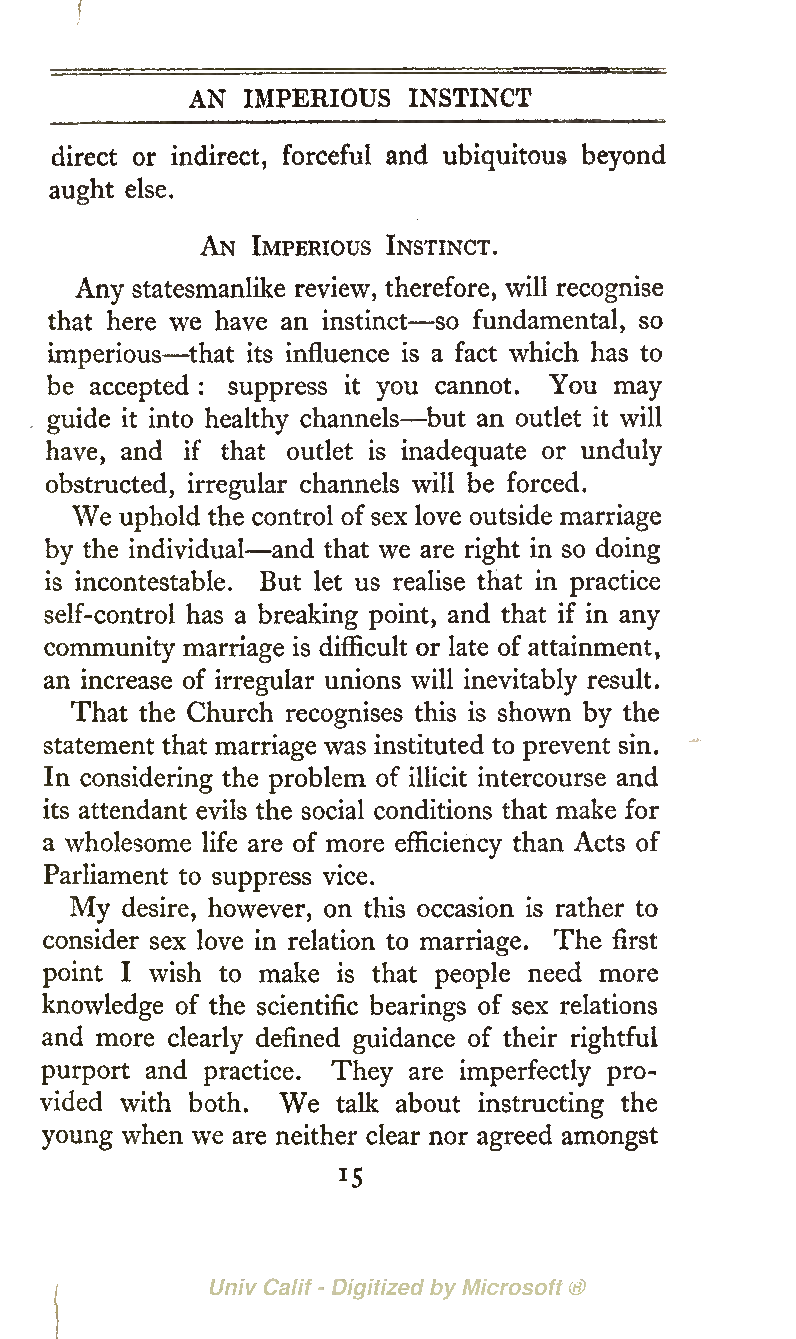 AN IMPERIOUS INSTINCT
direct or indirect, forceful and ubiquitous beyond
aught else.
An Imperious Instinct.
Any statesmanlike review, therefore, will recognise
that here we have an instinct—so fundamental, so
imperious—that its influence is a fact which has to
be accepted : suppress it you cannot. You may
guide it into healthy channels—but an outlet it will
have, and if that outlet is inadequate or unduly
obstructed, irregular channels will be forced.
We uphold the control of sex love outside marriage
by the individual—and that we are right in so doing
is incontestable. But let us realise that in practice
self-control has a breaking point, and that if in any
community marriage is difficult or late of attainment,
an increase of irregular unions will inevitably result.
That the Church recognises this is shown by the
statement that marriage was instituted to prevent sin.
In considering the problem of illicit intercourse and
its attendant evils the social conditions that make for
a wholesome life are of more efficiency than Acts of
Parliament to suppress vice.
My desire, however, on this occasion is rather to
consider sex love in relation to marriage. The first
point I wish to make is that people need more
knowledge of the scientific bearings of sex relations
and more clearly defined guidance of their rightful
purport and practice. They are imperfectly pro-
vided with both. We talk about instructing the
young when we are neither clear nor agreed amongst
15
Univ Calif - Digitized by Microsoft ®